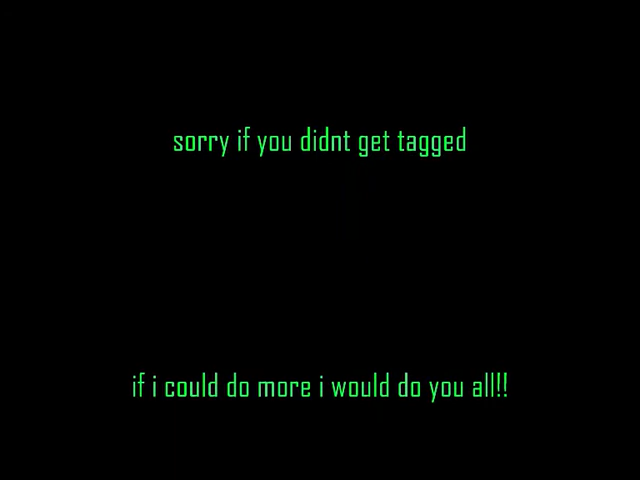 sorry if you didnt get tagged
if i could do more i would do you all!!